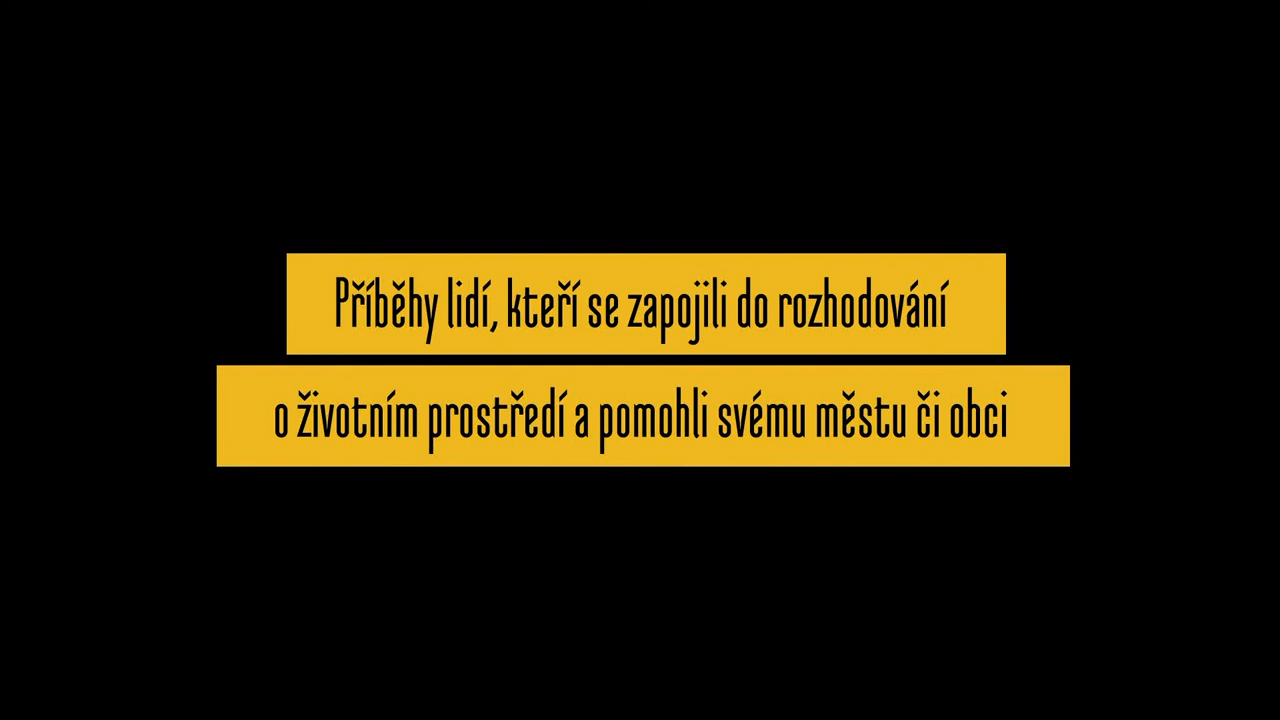 Příběhy lidí, kteří se zapojili do rozhodování
o životním prostředí a pomohli svému městu či obci